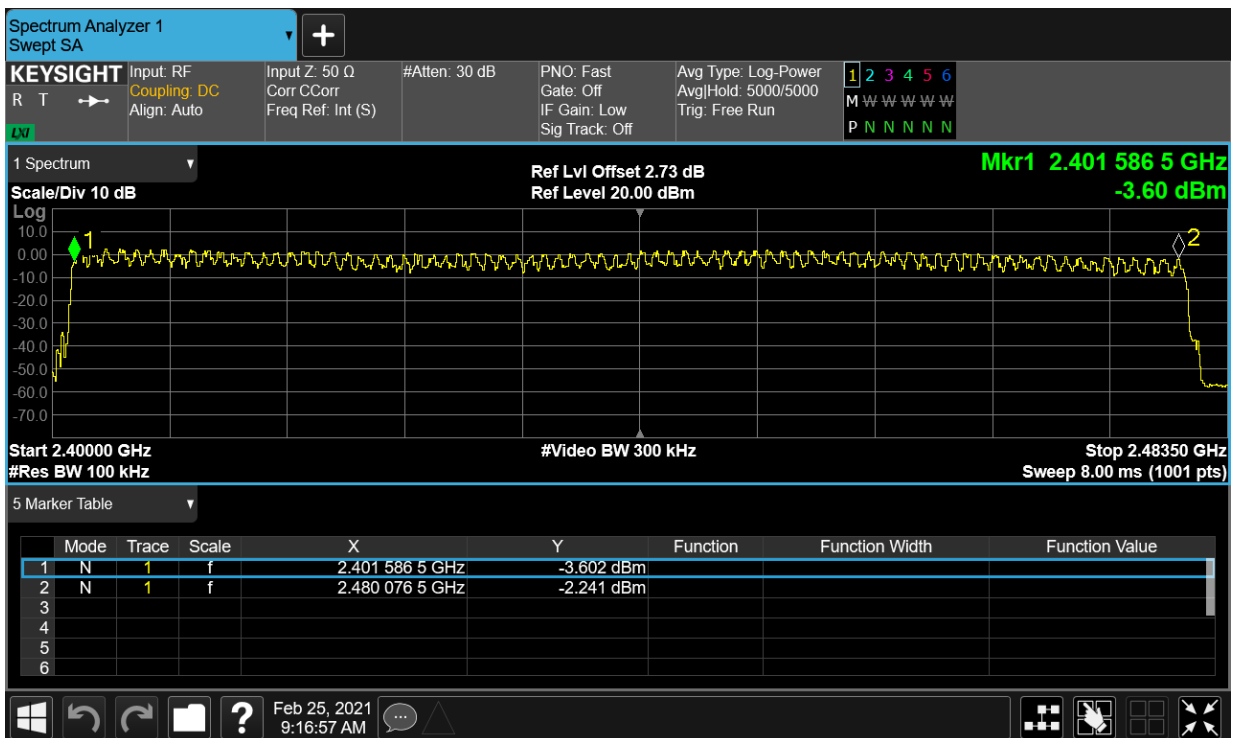 Spectrum Analyzer 1
Swept SA
+
KEYSIGHT
R T
LXI
Input: RF
Coupling: DC
Align: Auto
Input Z: 50 Ω
Corr CCorr
Freq Ref: Int (S)
#Atten: 30 dB
PNO: Fast
Gate: Off
IF Gain: Low
Sig Track: Off
Avg Type: Log-Power
Avg|Hold: 5000/5000
Trig: Free Run
1 2 3 4 5 6
M W W W W W
P N N N N N
1 Spectrum
Scale/Div 10 dB
Ref Lvl Offset 2.73 dB
Ref Level 20.00 dBm
Mkr1 2.401 586 5 GHz
-3.60 dBm
Log
10.0
0.00
-10.0
-20.0
-30.0
-40.0
-50.0
-60.0
-70.0
1
2
Start 2.40000 GHz
#Res BW 100 kHz
#Video BW 300 kHz
Stop 2.48350 GHz
Sweep 8.00 ms (1001 pts)
5 Marker Table
Mode Trace Scale X Y Function Function Width Function Value
1 N 1 f 2.401 586 5 GHz -3.602 dBm
2 N 1 f 2.480 076 5 GHz -2.241 dBm
3
4
5
6
?
Feb 25, 2021
9:16:57 AM